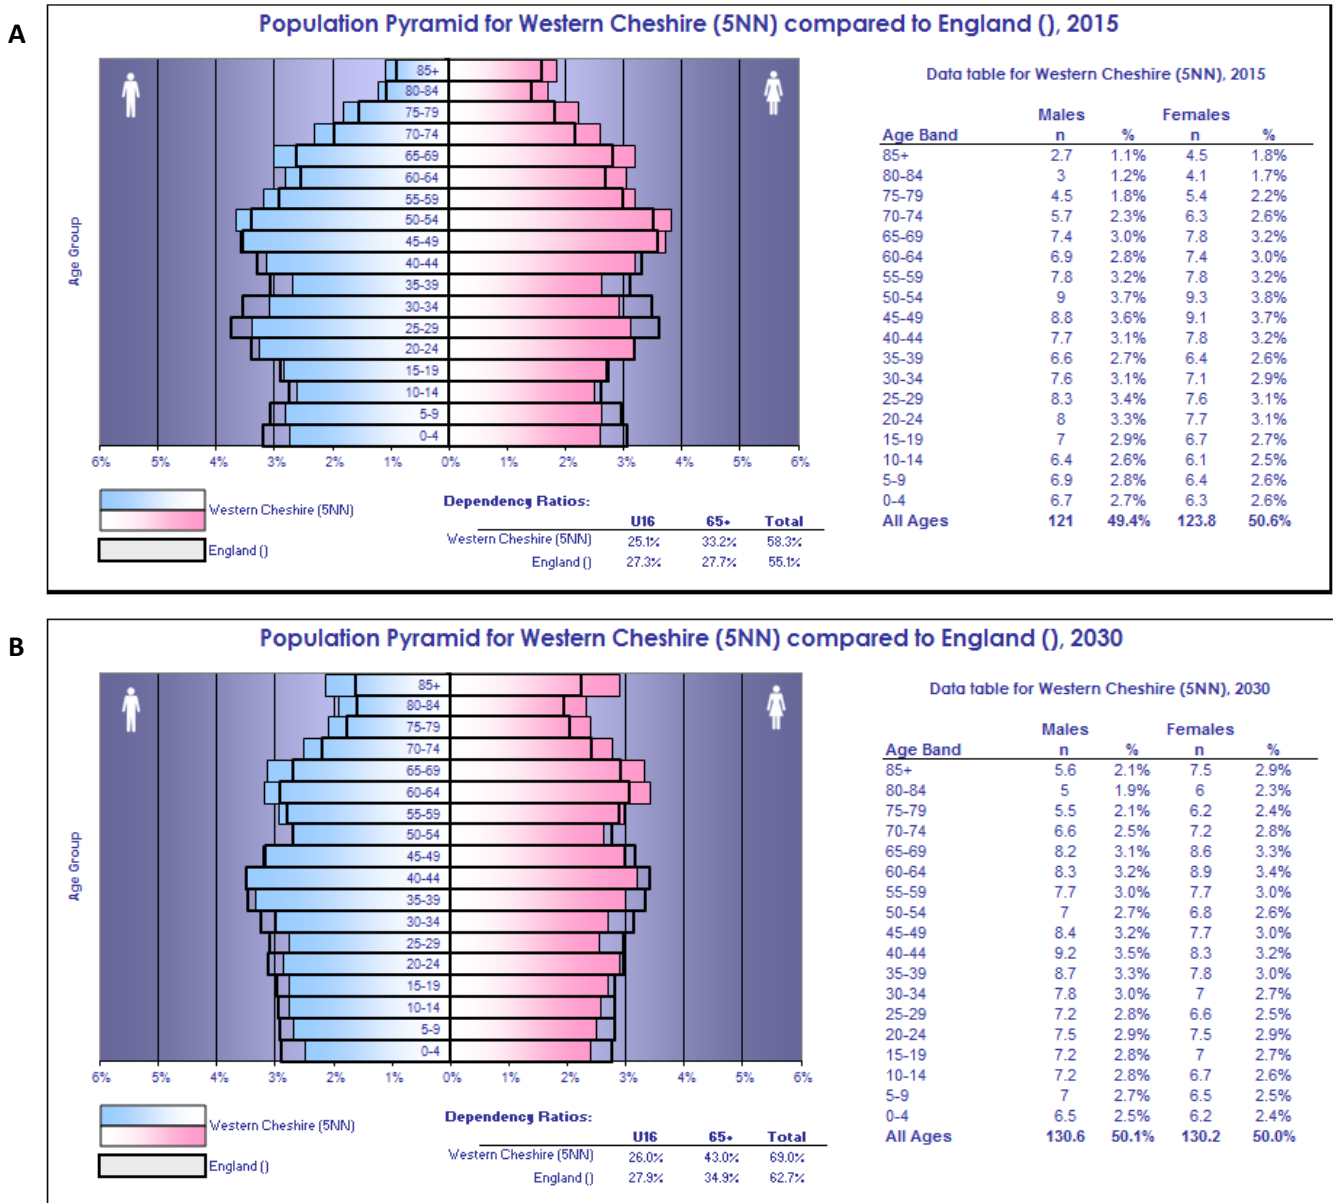 A
Population Pyramid for Western Cheshire (5NN) compared to England (), 2015
Age Group
85+
80-84
75-79
70-74
65-69
60-64
55-59
50-54
45-49
40-44
35-39
30-34
25-29
20-24
15-19
10-14
5-9
0-4
6% 5% 4% 3% 2% 1% 0% 1% 2% 3% 4% 5% 6%
Western Cheshire (5NN)
England ()
Dependency Ratios:
U16 65+ Total
Western Cheshire (5NN) 25.1% 33.2% 58.3%
England () 27.3% 27.7% 55.1%
Data table for Western Cheshire (5NN), 2015
Males Females
Age Band n % n %
85+ 2.7 1.1% 4.5 1.8%
80-84 3 1.2% 4.1 1.7%
75-79 4.5 1.8% 5.4 2.2%
70-74 5.7 2.3% 6.3 2.6%
65-69 7.4 3.0% 7.8 3.2%
60-64 6.9 2.8% 7.4 3.0%
55-59 7.8 3.2% 7.8 3.2%
50-54 9 3.7% 9.3 3.8%
45-49 8.8 3.6% 9.1 3.7%
40-44 7.7 3.1% 7.8 3.2%
35-39 6.6 2.7% 6.4 2.6%
30-34 7.6 3.1% 7.1 2.9%
25-29 8.3 3.4% 7.6 3.1%
20-24 8 3.3% 7.7 3.1%
15-19 7 2.9% 6.7 2.7%
10-14 6.4 2.6% 6.1 2.5%
5-9 6.9 2.8% 6.4 2.6%
0-4 6.7 2.7% 6.3 2.6%
All Ages 121 49.4% 123.8 50.6%
B
Population Pyramid for Western Cheshire (5NN) compared to England (), 2030
Age Group
85+
80-84
75-79
70-74
65-69
60-64
55-59
50-54
45-49
40-44
35-39
30-34
25-29
20-24
15-19
10-14
5-9
0-4
6% 5% 4% 3% 2% 1% 0% 1% 2% 3% 4% 5% 6%
Western Cheshire (5NN)
England ()
Dependency Ratios:
U16 65+ Total
Western Cheshire (5NN) 26.0% 43.0% 69.0%
England () 27.9% 34.9% 62.7%
Data table for Western Cheshire (5NN), 2030
Males Females
Age Band n % n %
85+ 5.6 2.1% 7.5 2.9%
80-84 5 1.9% 6 2.3%
75-79 5.5 2.1% 6.2 2.4%
70-74 6.6 2.5% 7.2 2.8%
65-69 8.2 3.1% 8.6 3.3%
60-64 8.3 3.2% 8.9 3.4%
55-59 7.7 3.0% 7.7 3.0%
50-54 7 2.7% 6.8 2.6%
45-49 8.4 3.2% 7.7 3.0%
40-44 9.2 3.5% 8.3 3.2%
35-39 8.7 3.3% 7.8 3.0%
30-34 7.8 3.0% 7 2.7%
25-29 7.2 2.8% 6.6 2.5%
20-24 7.5 2.9% 7.5 2.9%
15-19 7.2 2.8% 7 2.7%
10-14 7.2 2.8% 6.7 2.6%
5-9 7 2.7% 6.5 2.5%
0-4 6.5 2.5% 6.2 2.4%
All Ages 130.6 50.1% 130.2 50.0%